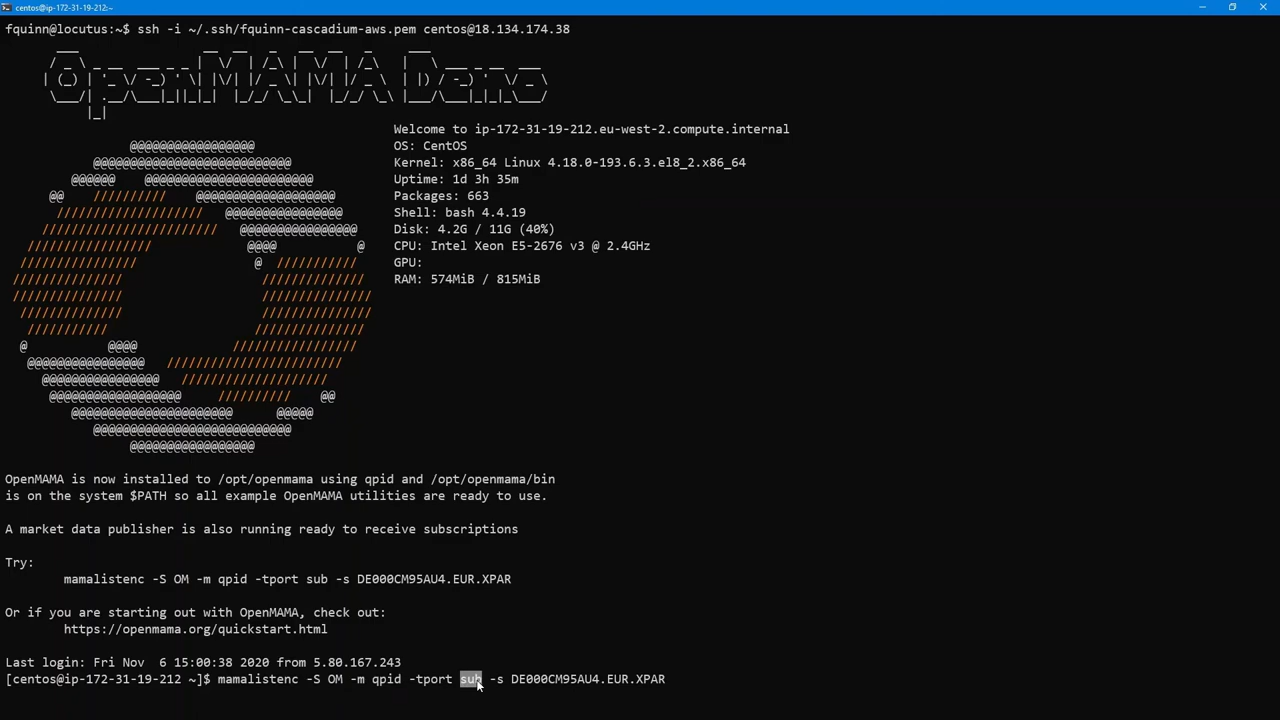 centos@ip-172-31-19-212:~
fquinn@locutus:~$ ssh -i ~/.ssh/fquinn-cascadium-aws.pem centos@18.134.174.38
OpenMAMA Demo
Welcome to ip-172-31-19-212.eu-west-2.compute.internal
OS: CentOS
Kernel: x86_64 Linux 4.18.0-193.6.3.el8_2.x86_64
Uptime: 1d 3h 35m
Packages: 663
Shell: bash 4.4.19
Disk: 4.2G / 11G (40%)
CPU: Intel Xeon E5-2676 v3 @ 2.4GHz
GPU:
RAM: 574MiB / 815MiB
OpenMAMA is now installed to /opt/openmama using qpid and /opt/openmama/bin
is on the system $PATH so all example OpenMAMA utilities are ready to use.
A market data publisher is also running ready to receive subscriptions
Try:
mamalistenc -S OM -m qpid -tport sub -s DE000CM95AU4.EUR.XPAR
Or if you are starting out with OpenMAMA, check out:
https://openmama.org/quickstart.html
Last login: Fri Nov  6 15:00:38 2020 from 5.80.167.243
[centos@ip-172-31-19-212 ~]$ mamalistenc -S OM -m qpid -tport sub -s DE000CM95AU4.EUR.XPAR